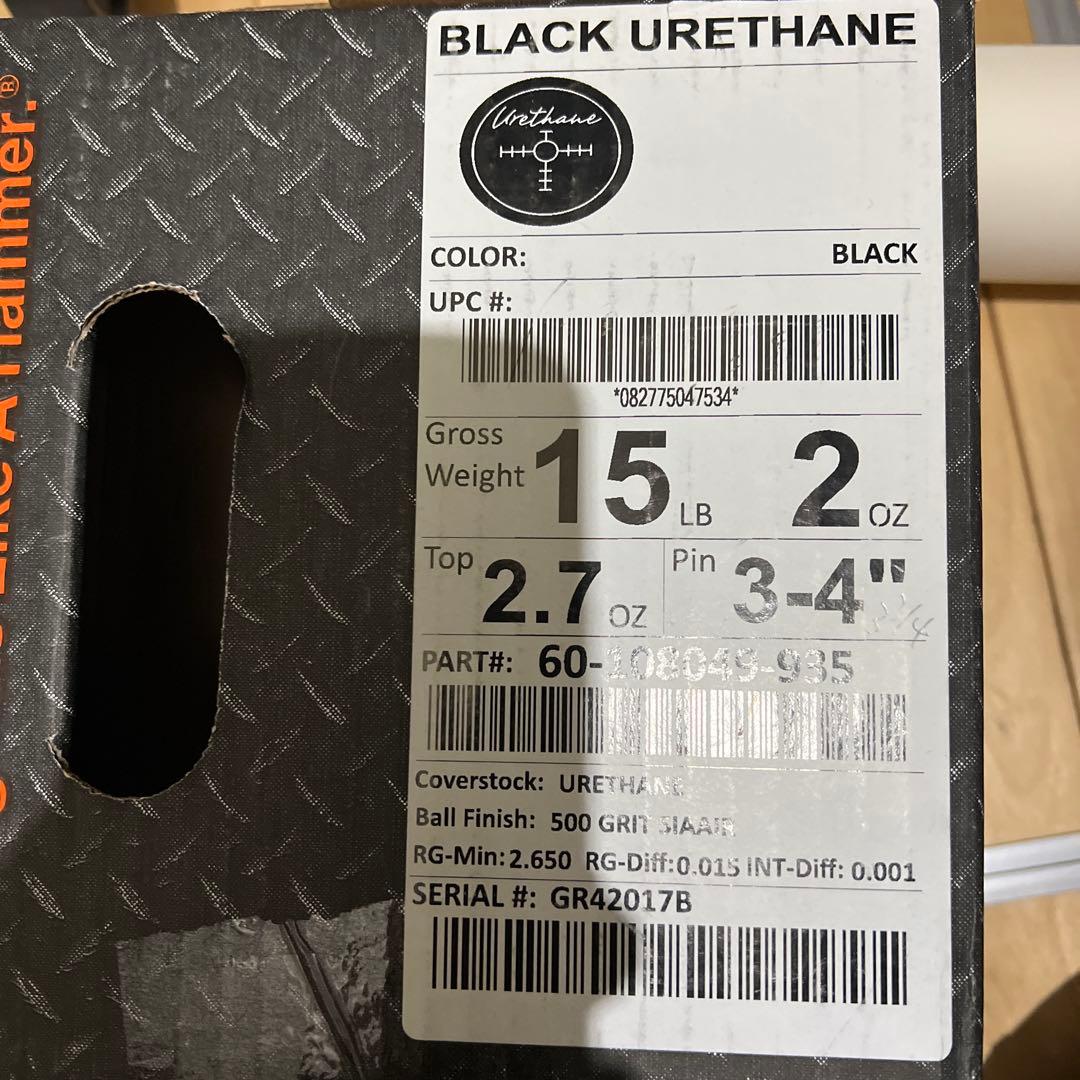 Like A Hammer.®
BLACK URETHANE
Urethane
COLOR: BLACK
UPC #:
*082775047534*
Gross Weight 15 LB 2 OZ
Top 2.7 OZ Pin 3-4"
PART#: 60-108049-935
Coverstock: URETHANE
Ball Finish: 500 GRIT SIAAIR
RG-Min: 2.650 RG-Diff: 0.015 INT-Diff: 0.001
SERIAL #: GR42017B